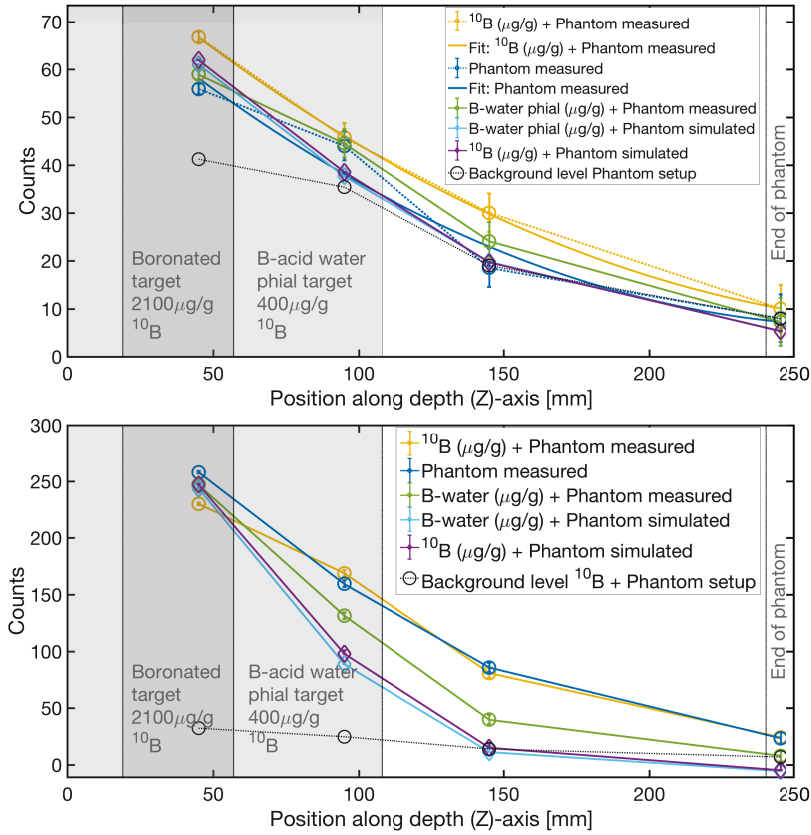 70
60
50
40
30
20
10
0
Counts
¹⁰B (μg/g) + Phantom measured
Fit: ¹⁰B (μg/g) + Phantom measured
Phantom measured
Fit: Phantom measured
B-water phial (μg/g) + Phantom measured
B-water phial (μg/g) + Phantom simulated
¹⁰B (μg/g) + Phantom simulated
Background level Phantom setup
Boronated
target
2100μg/g
¹⁰B
B-acid water
phial target
400μg/g
¹⁰B
End of phantom
0 50 100 150 200 250
Position along depth (Z)-axis [mm]
300
250
200
150
100
50
0
Counts
¹⁰B (μg/g) + Phantom measured
Phantom measured
B-water (μg/g) + Phantom measured
B-water (μg/g) + Phantom simulated
¹⁰B (μg/g) + Phantom simulated
Background level ¹⁰B + Phantom setup
Boronated
target
2100μg/g
¹⁰B
B-acid water
phial target
400μg/g
¹⁰B
End of phantom
0 50 100 150 200 250
Position along depth (Z)-axis [mm]